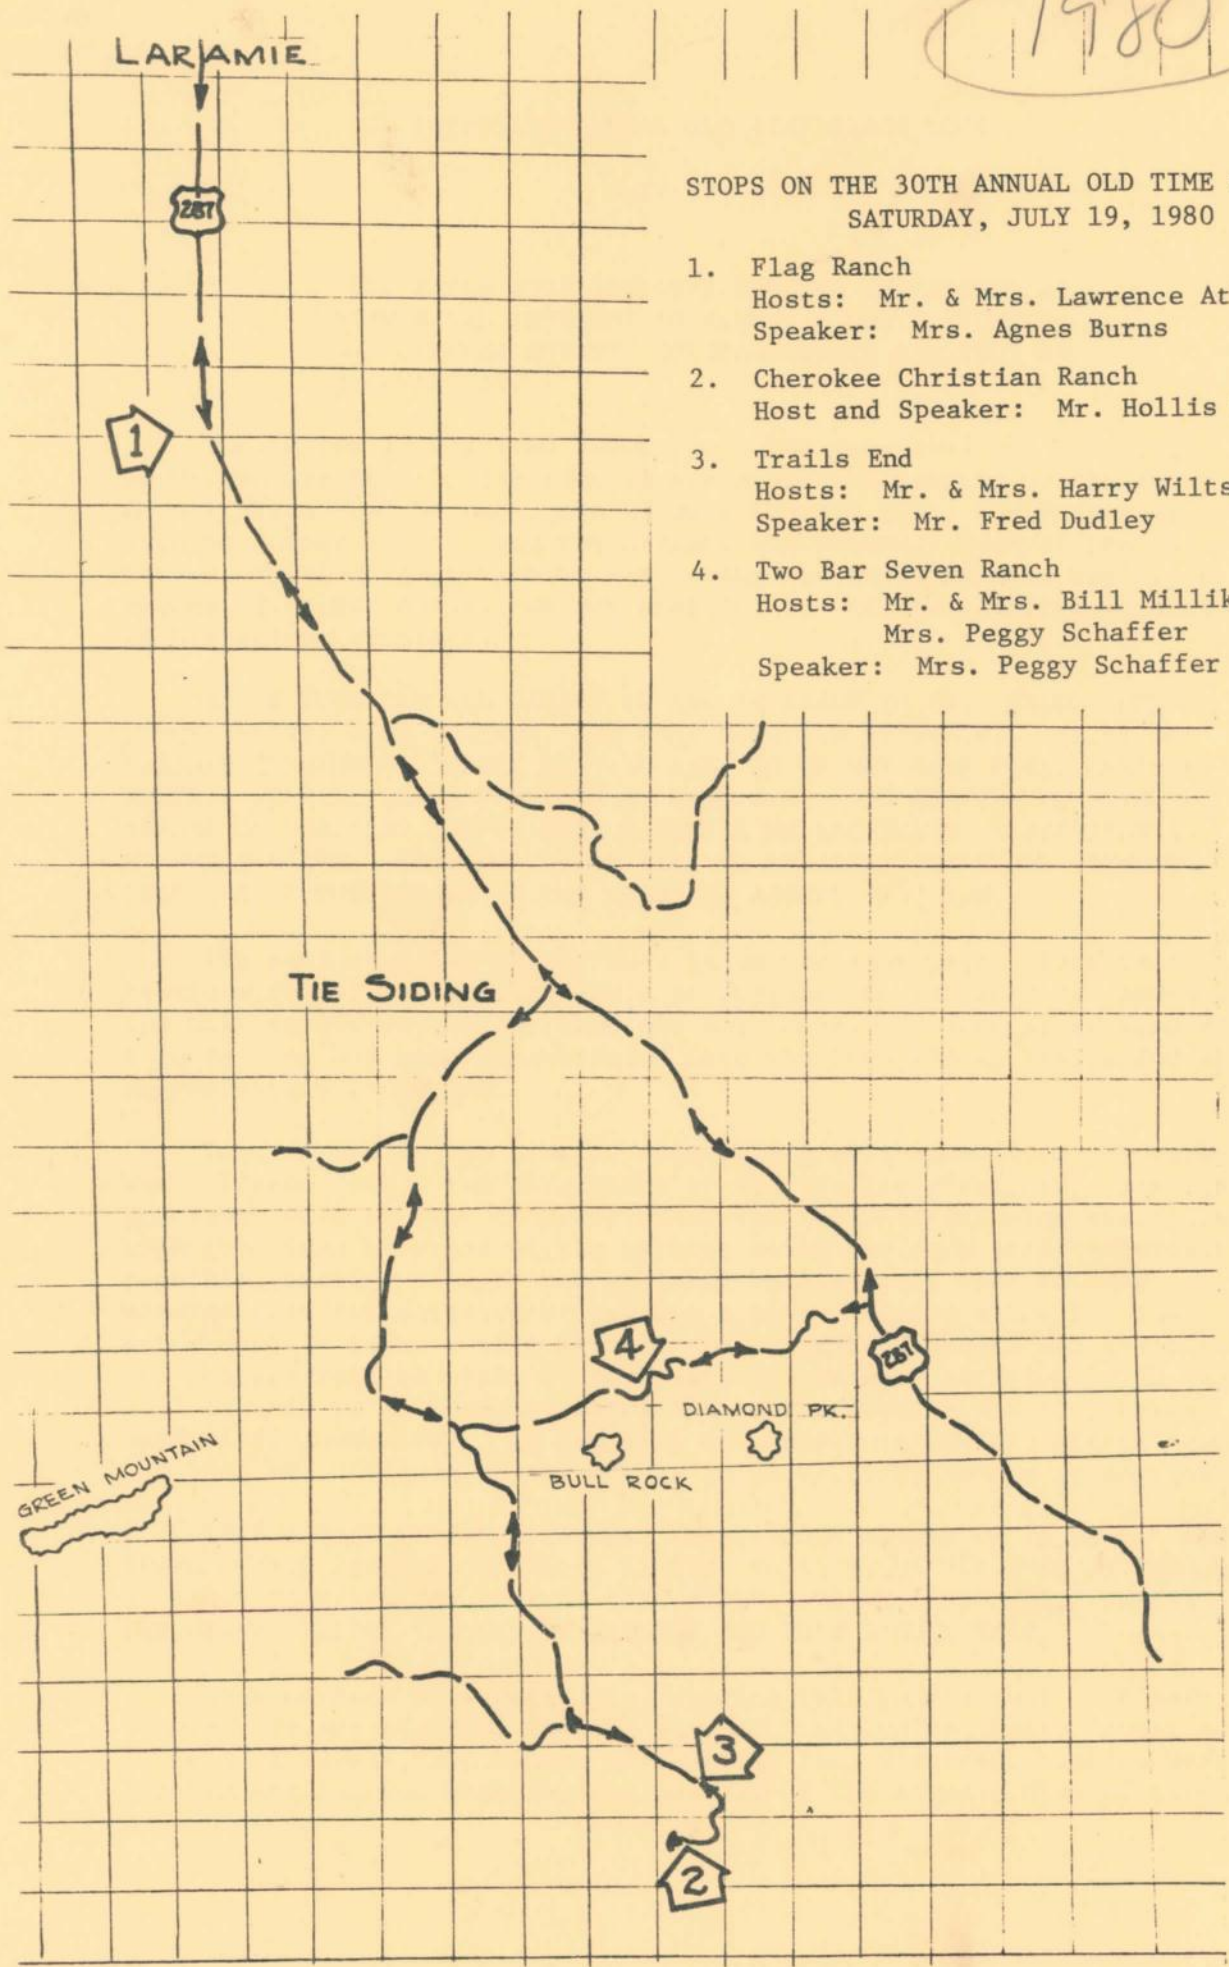 1980
LARAMIE
287
STOPS ON THE 30TH ANNUAL OLD TIME
SATURDAY, JULY 19, 1980
1. Flag Ranch
Hosts: Mr. & Mrs. Lawrence At
Speaker: Mrs. Agnes Burns
2. Cherokee Christian Ranch
Host and Speaker: Mr. Hollis
3. Trails End
Hosts: Mr. & Mrs. Harry Wilts
Speaker: Mr. Fred Dudley
4. Two Bar Seven Ranch
Hosts: Mr. & Mrs. Bill Millik
Mrs. Peggy Schaffer
Speaker: Mrs. Peggy Schaffer
1
TIE SIDING
4
287
DIAMOND PK.
BULL ROCK
GREEN MOUNTAIN
3
2